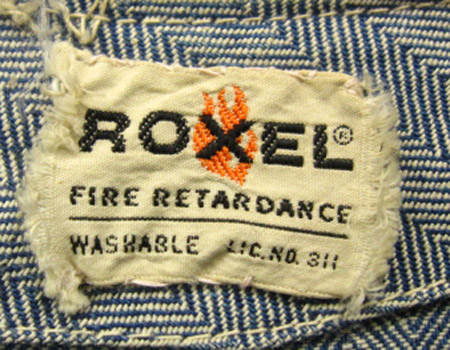 ROXEL®
FIRE RETARDANCE
WASHABLE LIC. NO. 311